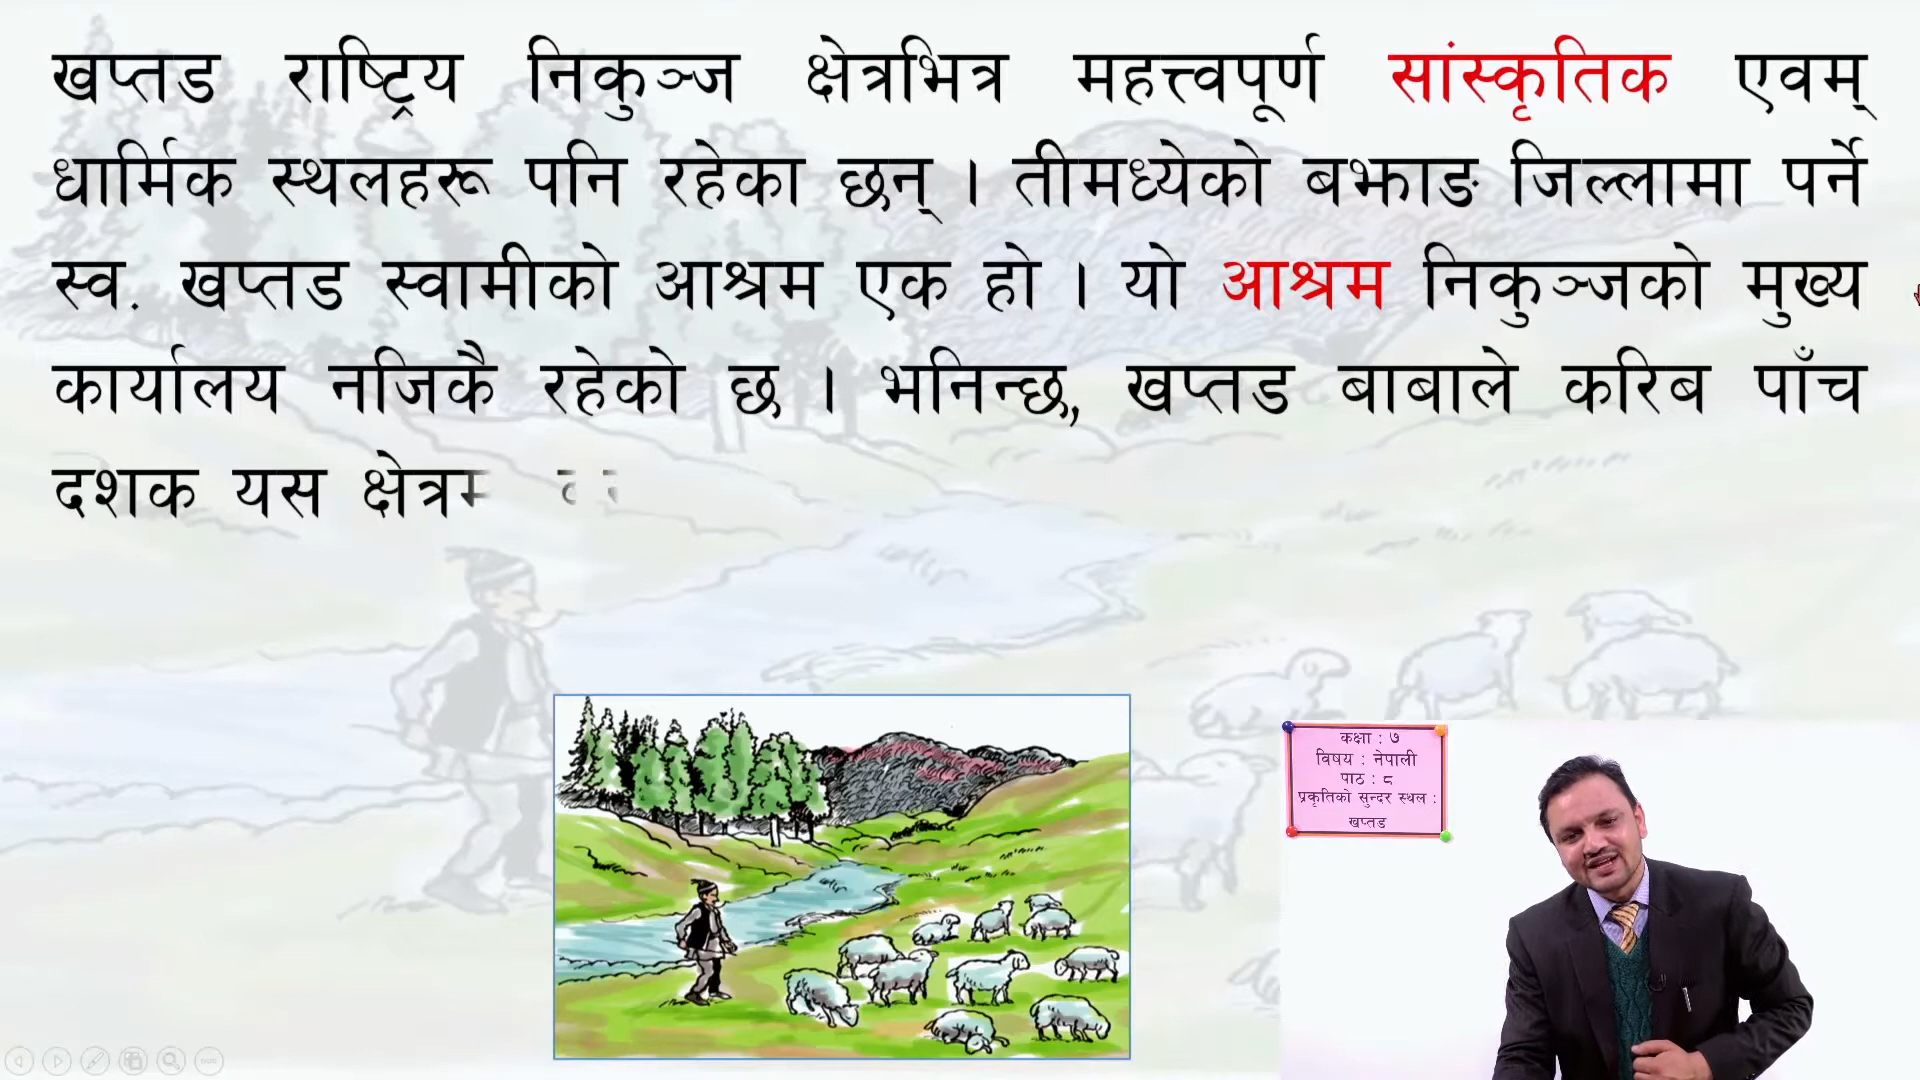 खप्तड राष्ट्रिय निकुञ्ज क्षेत्रभित्र महत्त्वपूर्ण सांस्कृतिक एवम्
धार्मिक स्थलहरू पनि रहेका छन् । तीमध्येको बझाङ जिल्लामा पर्ने
स्व. खप्तड स्वामीको आश्रम एक हो । यो आश्रम निकुञ्जको मुख्य
कार्यालय नजिकै रहेको छ । भनिन्छ, खप्तड बाबाले करिब पाँच
दशक यस
कक्षा : ७
विषय : नेपाली
पाठ : ८
प्रकृतिको सुन्दर स्थल :
खप्तड